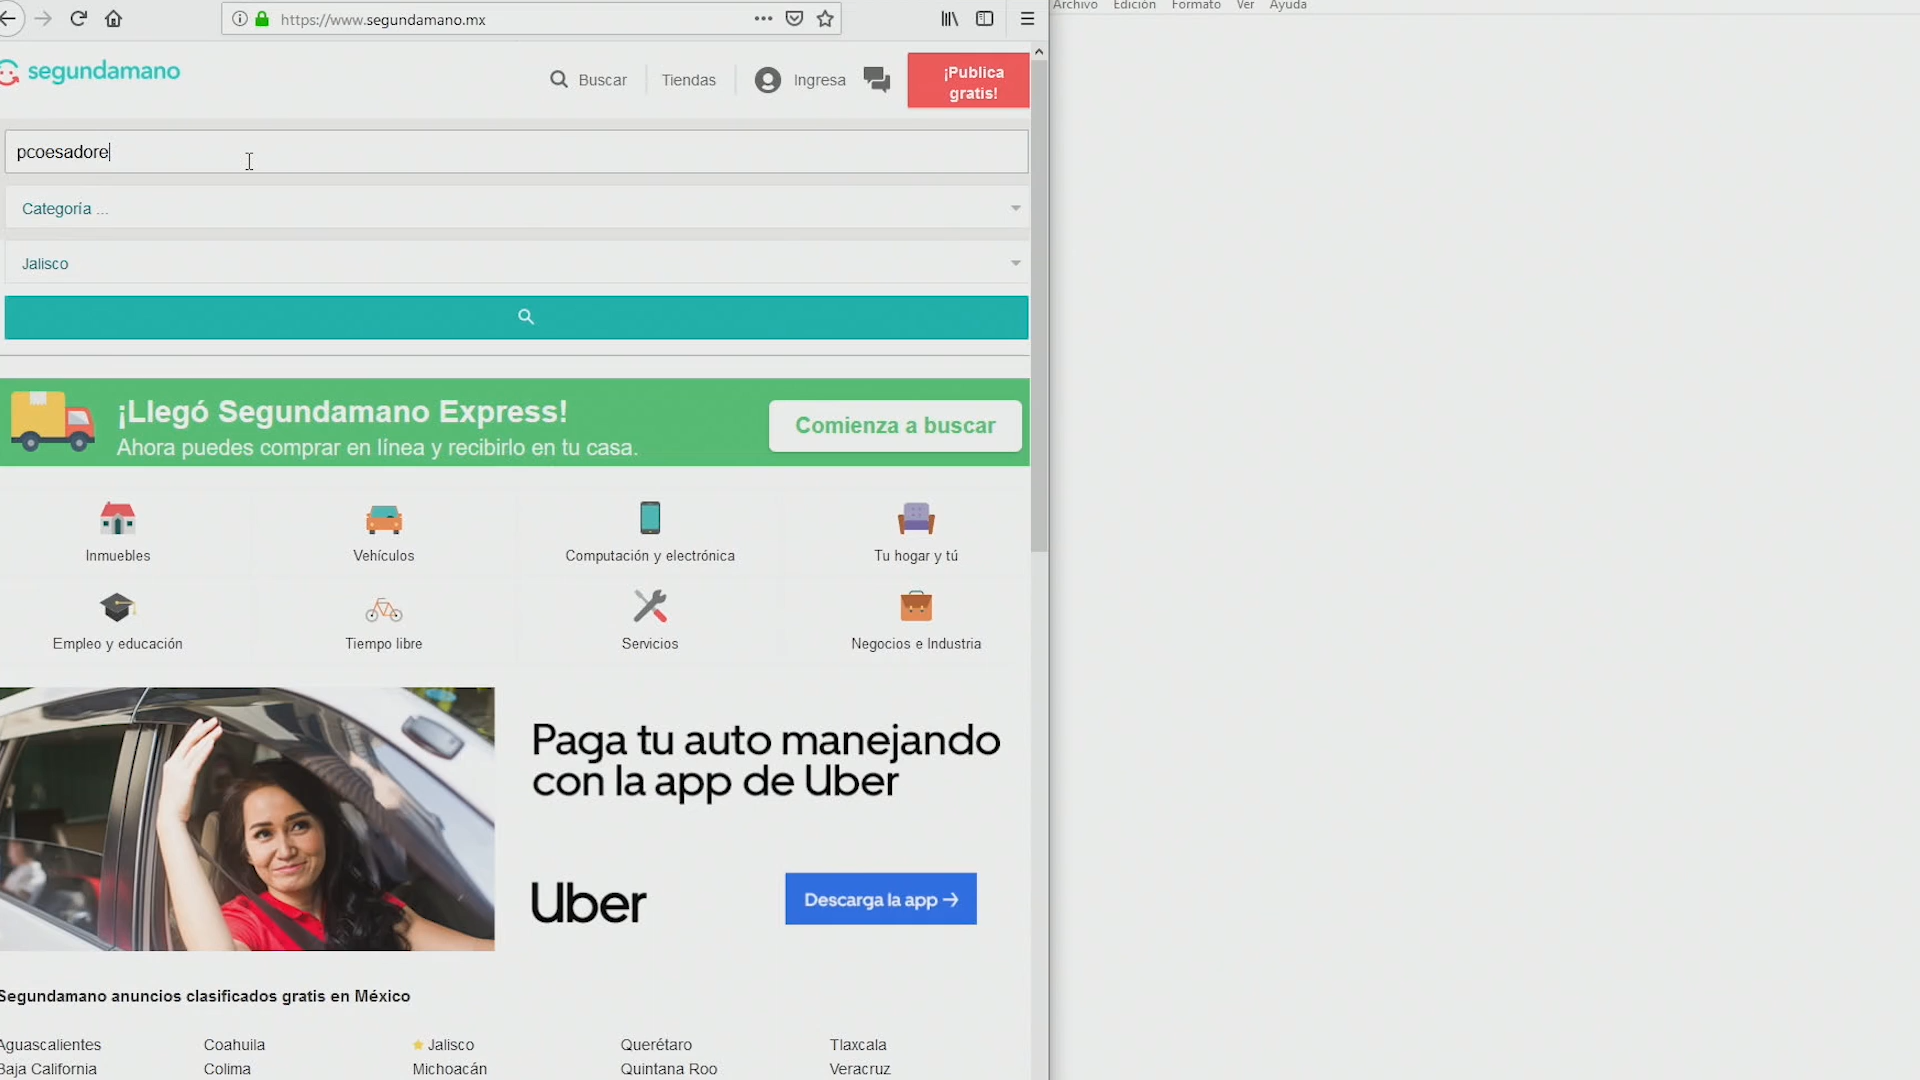 https://www.segundamano.mx
Archivo Edición Formato Ver Ayuda
segundamano
Buscar
Tiendas
Ingresa
¡Publica
gratis!
pcoesadore
Categoría ...
Jalisco
¡Llegó Segundamano Express!
Ahora puedes comprar en línea y recibirlo en tu casa.
Comienza a buscar
Inmuebles
Vehículos
Computación y electrónica
Tu hogar y tú
Empleo y educación
Tiempo libre
Servicios
Negocios e Industria
Paga tu auto manejando
con la app de Uber
Uber
Descarga la app →
Segundamano anuncios clasificados gratis en México
Aguascalientes
Coahuila
Jalisco
Querétaro
Tlaxcala
Baja California
Colima
Michoacán
Quintana Roo
Veracruz